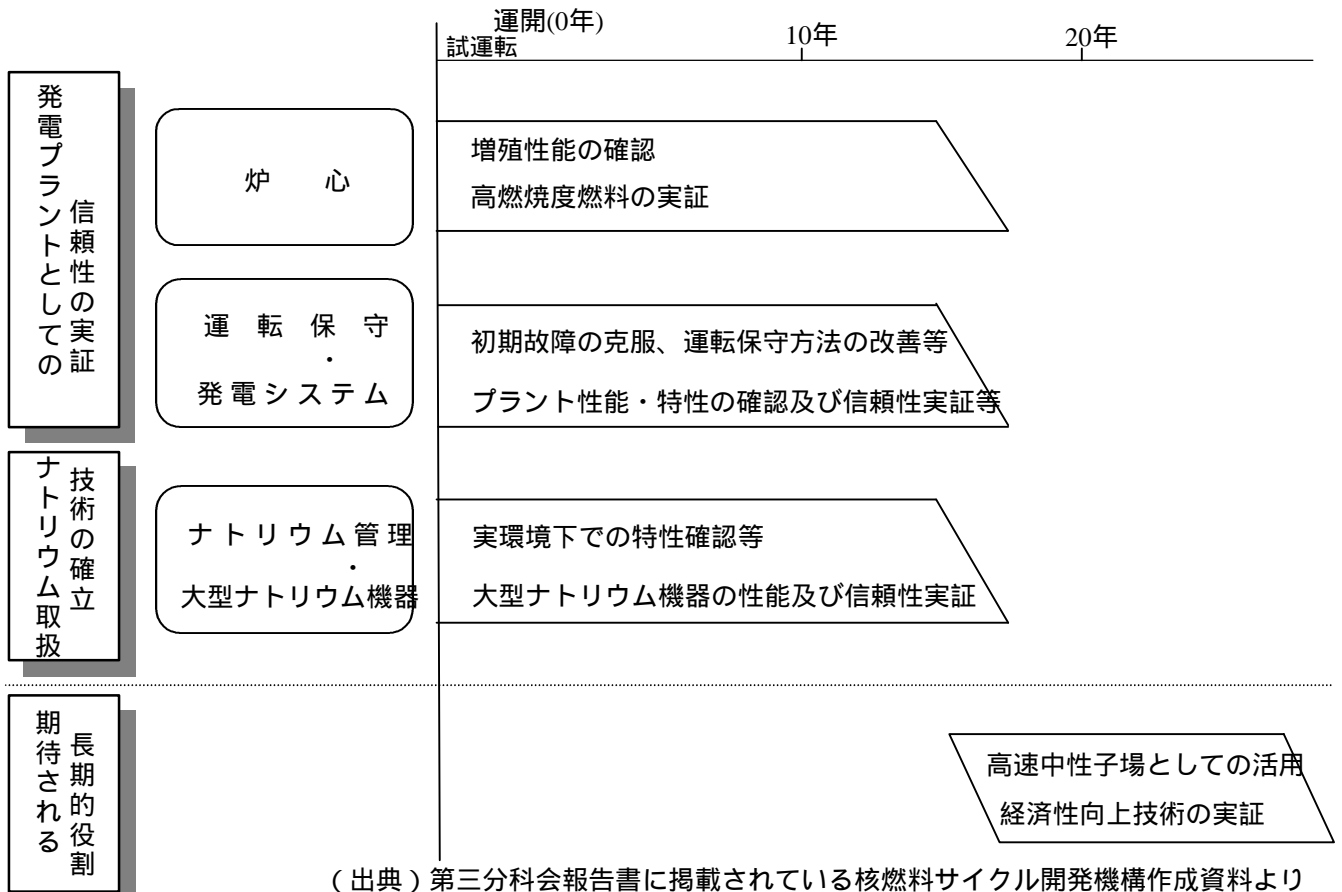 運開(0年)
試運転
10年
20年
発電プラントとしての
信頼性の実証
炉　心
増殖性能の確認
高燃焼度燃料の実証
運転保守
・
発電システム
初期故障の克服、運転保守方法の改善等
プラント性能・特性の確認及び信頼性実証等
ナトリウム取扱
技術の確立
ナトリウム管理
・
大型ナトリウム機器
実環境下での特性確認等
大型ナトリウム機器の性能及び信頼性実証
期待される
長期的役割
高速中性子場としての活用
経済性向上技術の実証
(出典)第三分科会報告書に掲載されている核燃料サイクル開発機構作成資料より